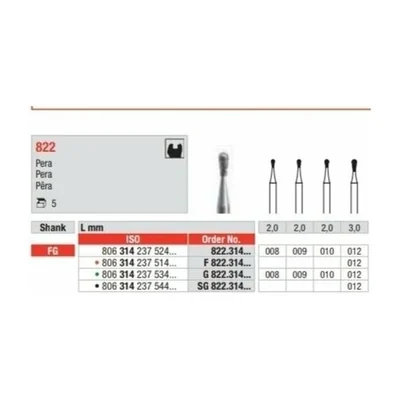 822
Pera
Pera
Pêra
5
Shank L mm 2,0 2,0 2,0 3,0
ISO Order No.
FG 806 314 237 524... 822.314... 008 009 010 012
806 314 237 514... F 822.314... 012
806 314 237 534... G 822.314... 008 009 010 012
806 314 237 544... SG 822.314... 012